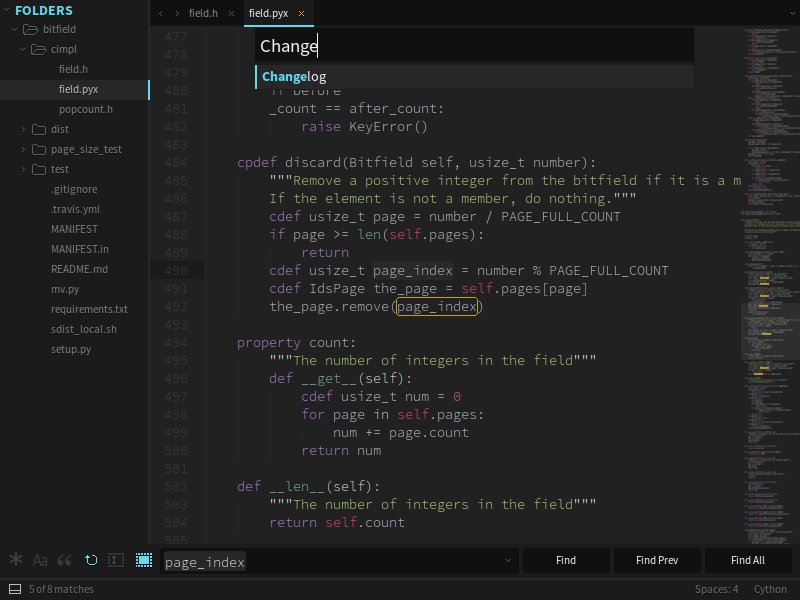 FOLDERS
bitfield
cimpl
field.h
field.pyx
popcount.h
dist
page_size_test
test
.gitignore
.travis.yml
MANIFEST
MANIFEST.in
README.md
mv.py
requirements.txt
sdist_local.sh
setup.py
field.h ×
field.pyx ×
Change
Changelog
477
478
479
480 if before
481 _count == after_count:
482 raise KeyError()
483
484 cpdef discard(Bitfield self, usize_t number):
485 """Remove a positive integer from the bitfield if it is a m
486 If the element is not a member, do nothing."""
487 cdef usize_t page = number / PAGE_FULL_COUNT
488 if page >= len(self.pages):
489 return
490 cdef usize_t page_index = number % PAGE_FULL_COUNT
491 cdef IdsPage the_page = self.pages[page]
492 the_page.remove(page_index)
493
494 property count:
495 """The number of integers in the field"""
496 def __get__(self):
497 cdef usize_t num = 0
498 for page in self.pages:
499 num += page.count
500 return num
501
502 def __len__(self):
503 """The number of integers in the field"""
504 return self.count
505
Aa
page_index
Find
Find Prev
Find All
5 of 8 matches
Spaces: 4
Cython